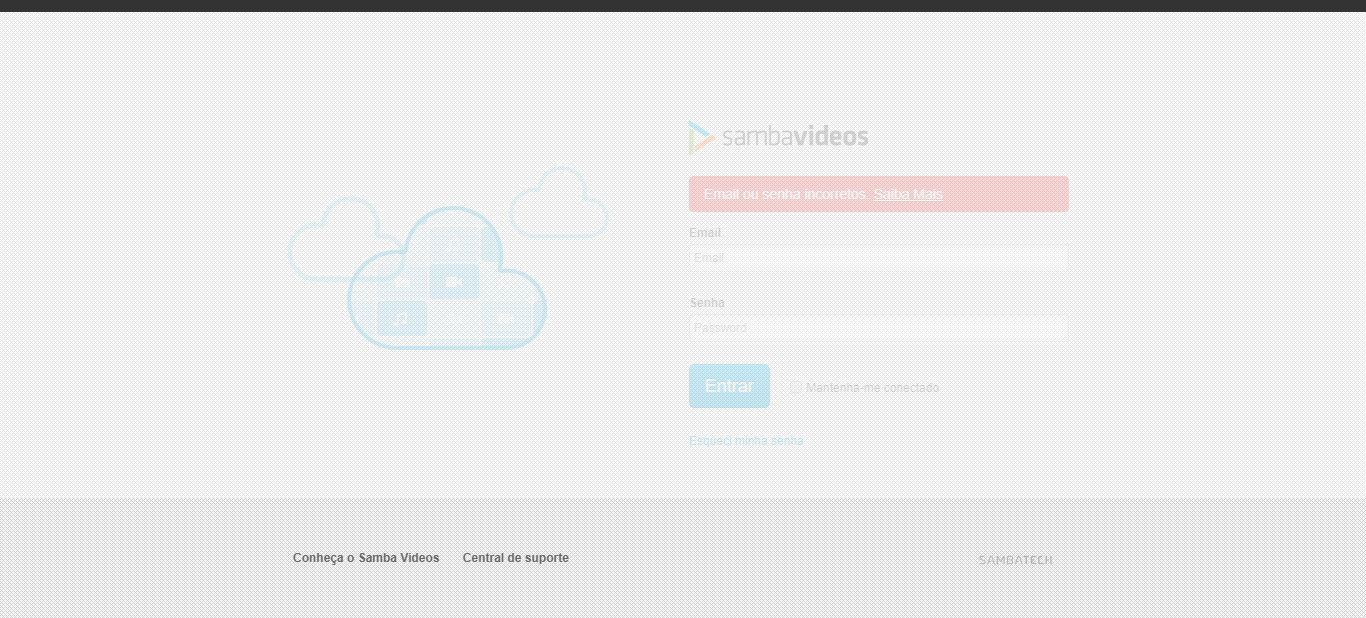 sambavideos
Email ou senha incorretos. Saiba Mais
Email
Email
Senha
Password
Entrar
Mantenha-me conectado
Esqueci minha senha
Conheça o Samba Videos
Central de suporte
SAMBATECH